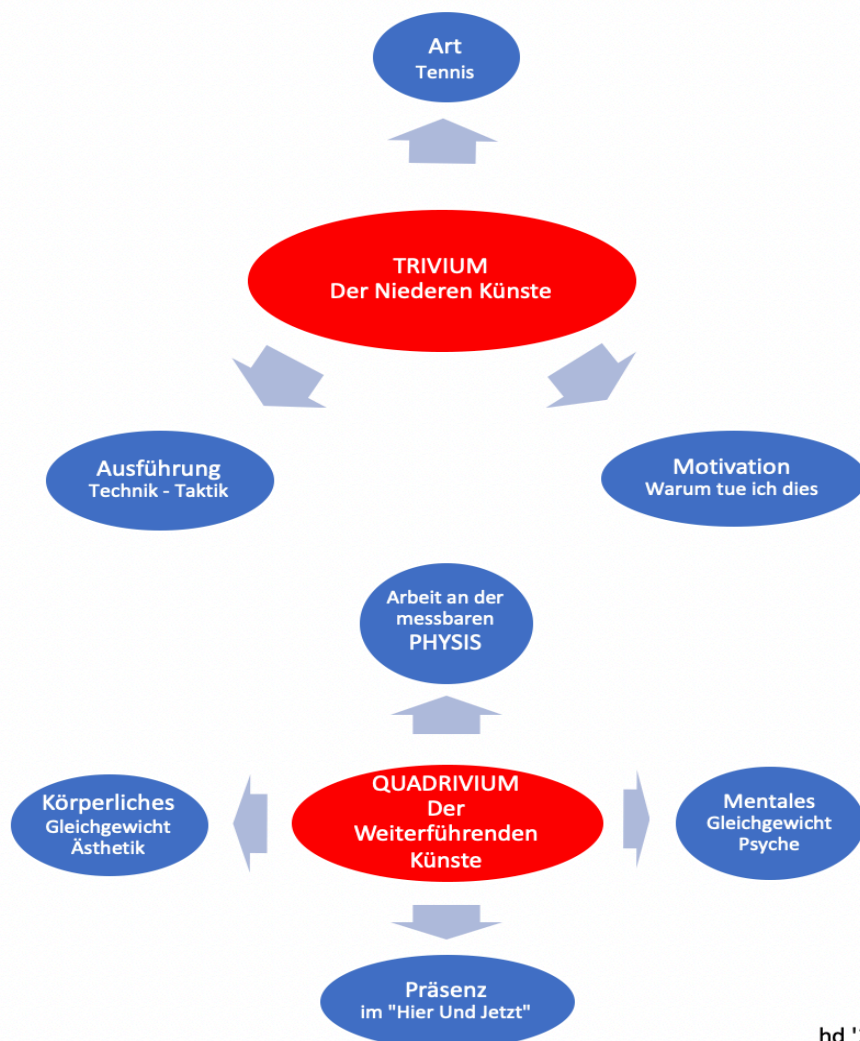 Art
Tennis
TRIVIUM
Der Niederen Künste
Ausführung
Technik - Taktik
Motivation
Warum tue ich dies
Arbeit an der
messbaren
PHYSIS
QUADRIVIUM
Der
Weiterführenden
Künste
Körperliches
Gleichgewicht
Ästhetik
Mentales
Gleichgewicht
Psyche
Präsenz
im "Hier Und Jetzt"
hd